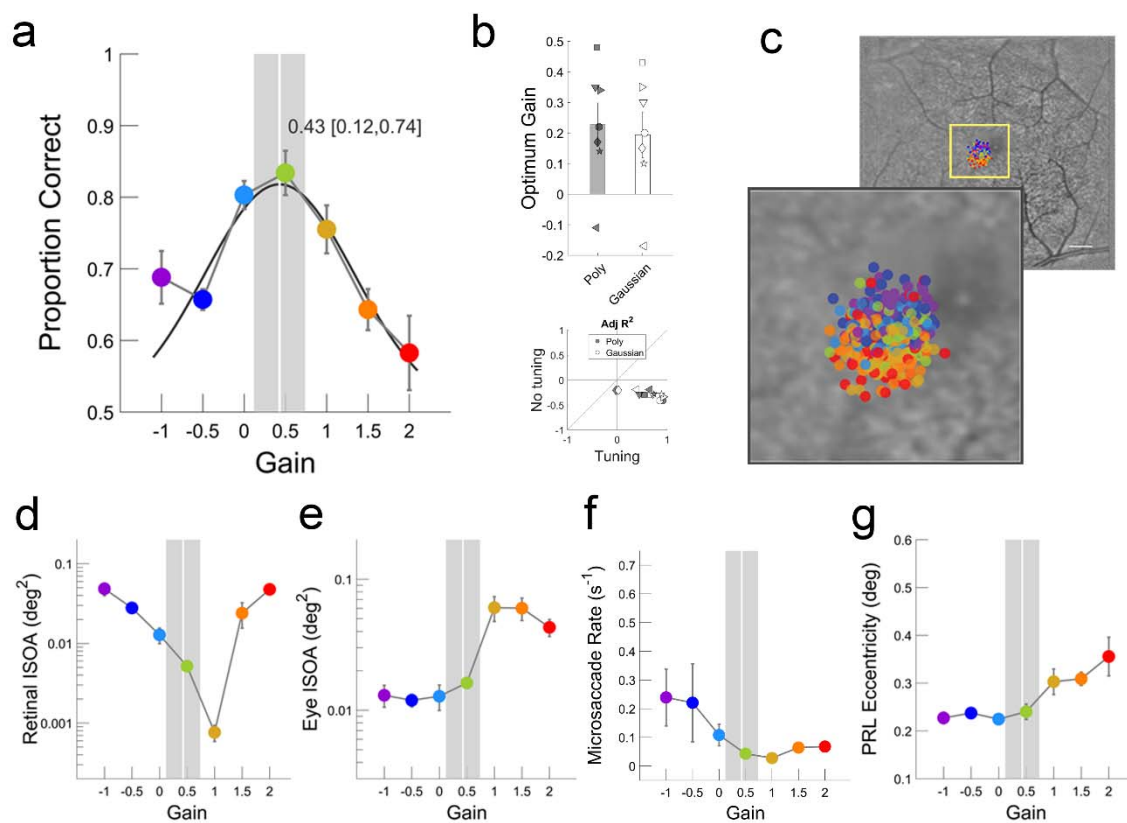 a
1
0.9
0.8
0.7
0.6
0.5
Proportion Correct
0.43 [0.12,0.74]
-1 -0.5 0 0.5 1 1.5 2
Gain
b
0.5
0.4
0.3
0.2
0.1
0
-0.1
-0.2
Optimum Gain
Poly
Gaussian
Adj R²
Poly
Gaussian
1
0.5
0
-0.5
-1
No tuning
-1 0 1
Tuning
c
d
0.1
0.01
0.001
Retinal ISOA (deg²)
-1 -0.5 0 0.5 1 1.5 2
Gain
e
0.1
0.01
Eye ISOA (deg²)
-1 -0.5 0 0.5 1 1.5 2
Gain
f
0.7
0.6
0.5
0.4
0.3
0.2
0.1
0
Microsaccade Rate (s⁻¹)
-1 -0.5 0 0.5 1 1.5 2
Gain
g
0.6
0.5
0.4
0.3
0.2
0.1
PRL Eccentricity (deg)
-1 -0.5 0 0.5 1 1.5 2
Gain